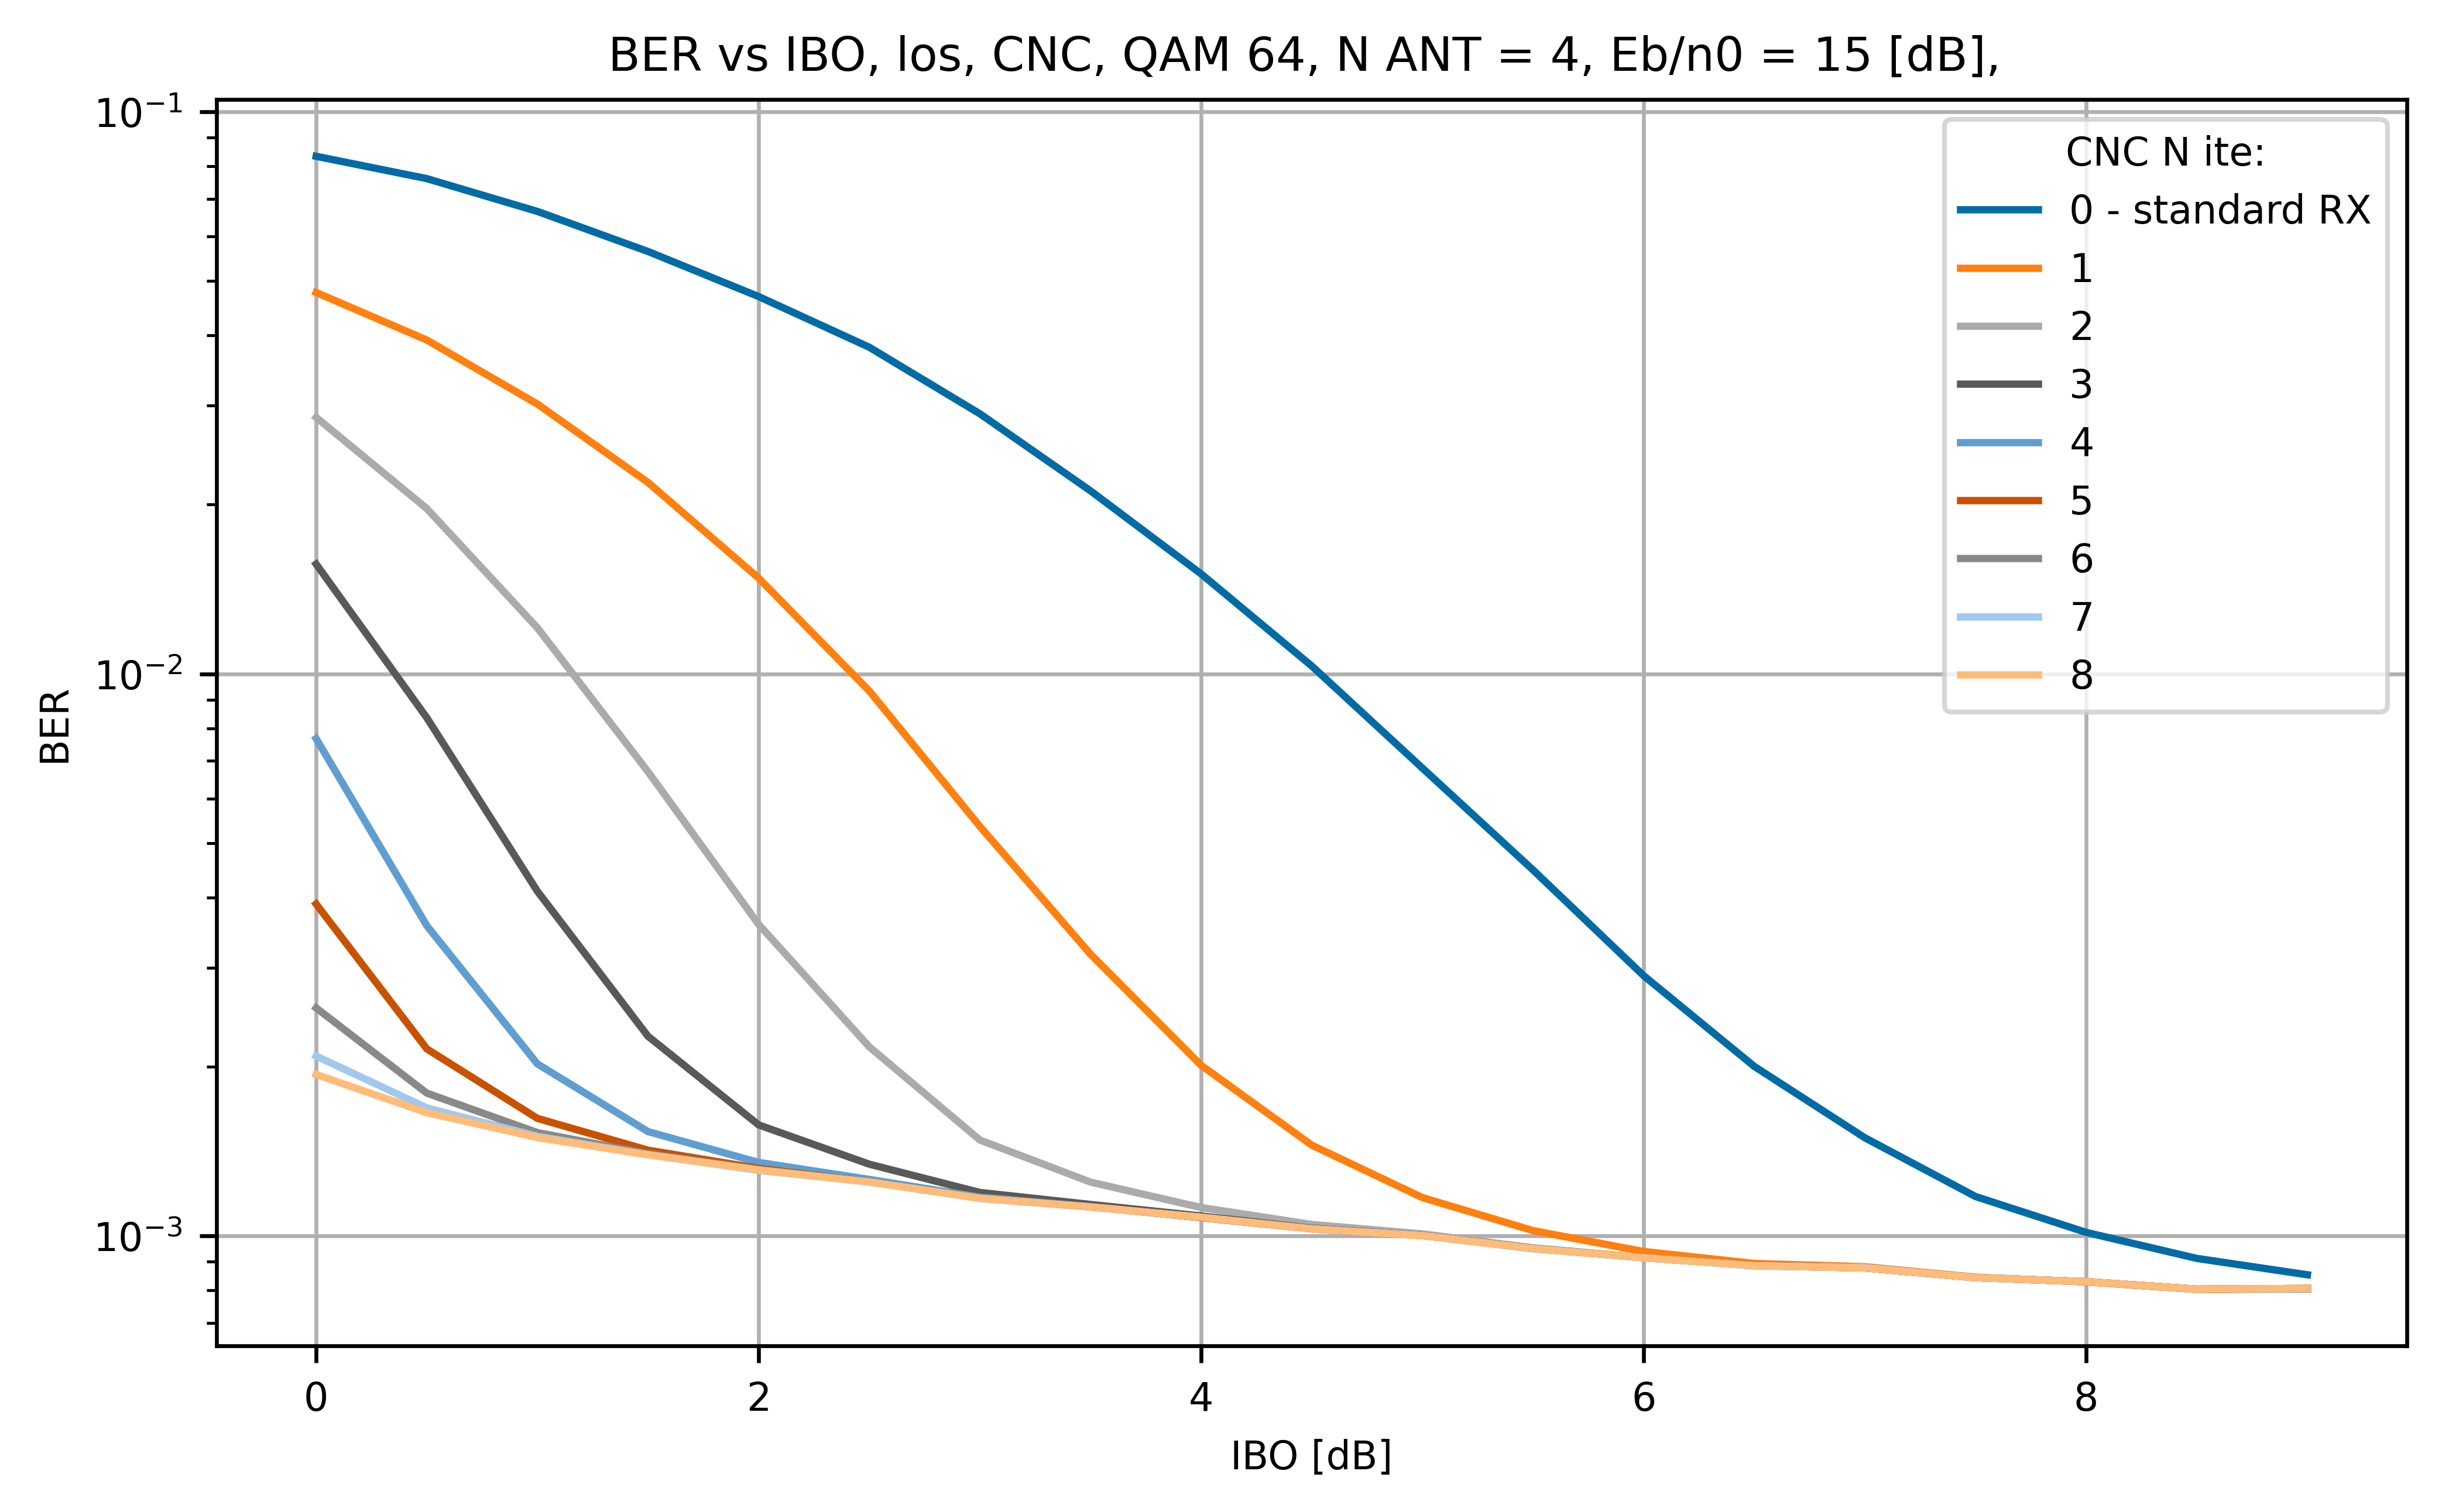 BER vs IBO, los, CNC, QAM 64, N ANT = 4, Eb/n0 = 15 [dB],
10⁻¹
10⁻²
10⁻³
BER
CNC N ite:
0 - standard RX
1
2
3
4
5
6
7
8
0 2 4 6 8
IBO [dB]